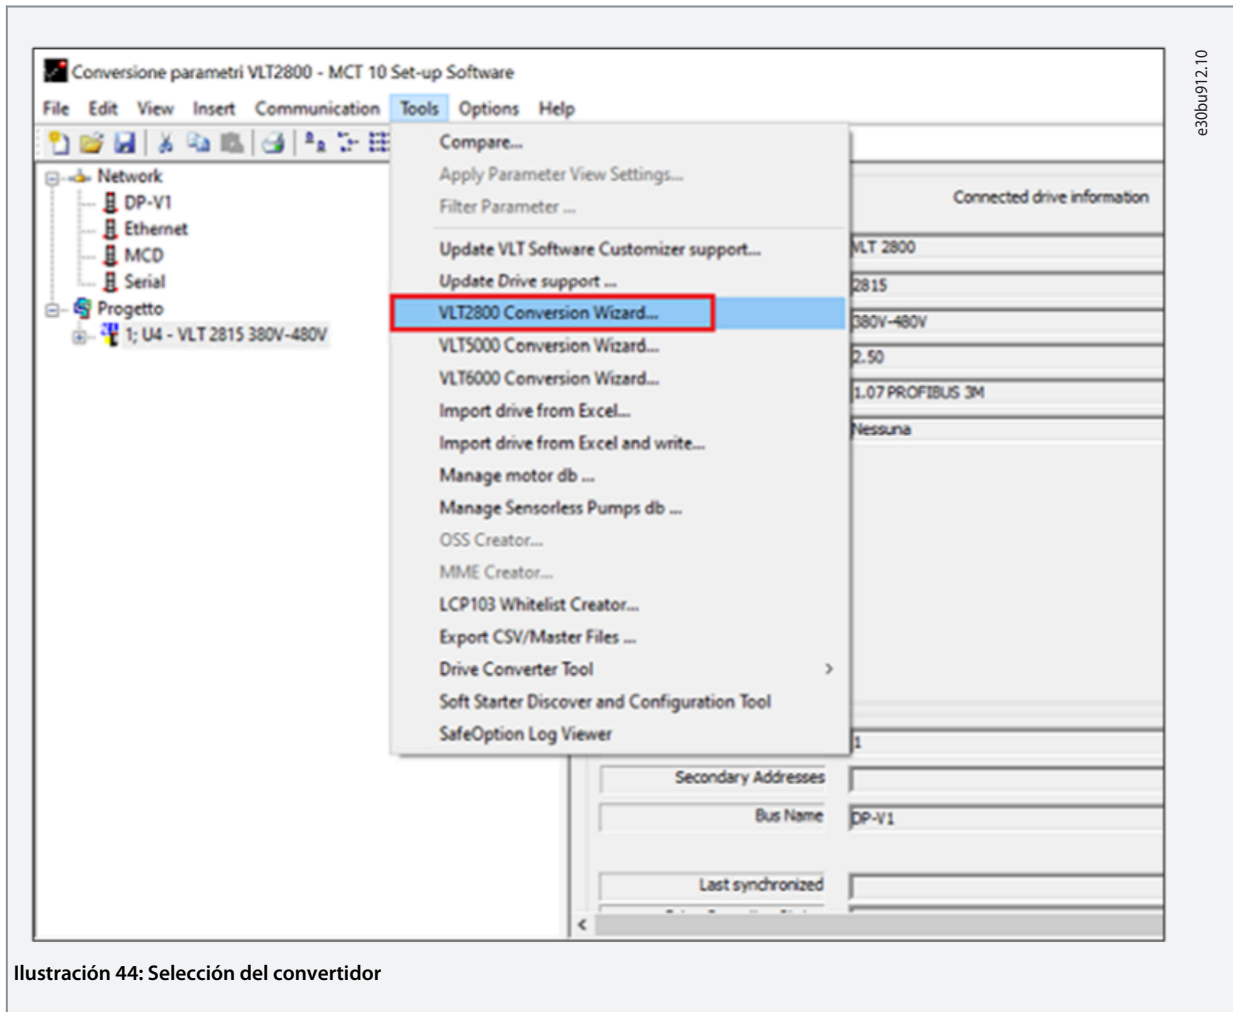 Conversione parametri VLT2800 - MCT 10 Set-up Software
File Edit View Insert Communication Tools Options Help
Network
DP-V1
Ethernet
MCD
Serial
Progetto
1; U4 - VLT 2815 380V-480V
Compare...
Apply Parameter View Settings...
Filter Parameter ...
Update VLT Software Customizer support...
Update Drive support ...
VLT2800 Conversion Wizard...
VLT5000 Conversion Wizard...
VLT6000 Conversion Wizard...
Import drive from Excel...
Import drive from Excel and write...
Manage motor db ...
Manage Sensorless Pumps db ...
OSS Creator...
MME Creator...
LCP103 Whitelist Creator...
Export CSV/Master Files ...
Drive Converter Tool >
Soft Starter Discover and Configuration Tool
SafeOption Log Viewer
Connected drive information
VLT 2800
2815
380V-480V
2.50
1.07 PROFIBUS 3M
Nessuna
1
Secondary Addresses
Bus Name DP-V1
Last synchronized
e30bu912.10
Ilustración 44: Selección del convertidor